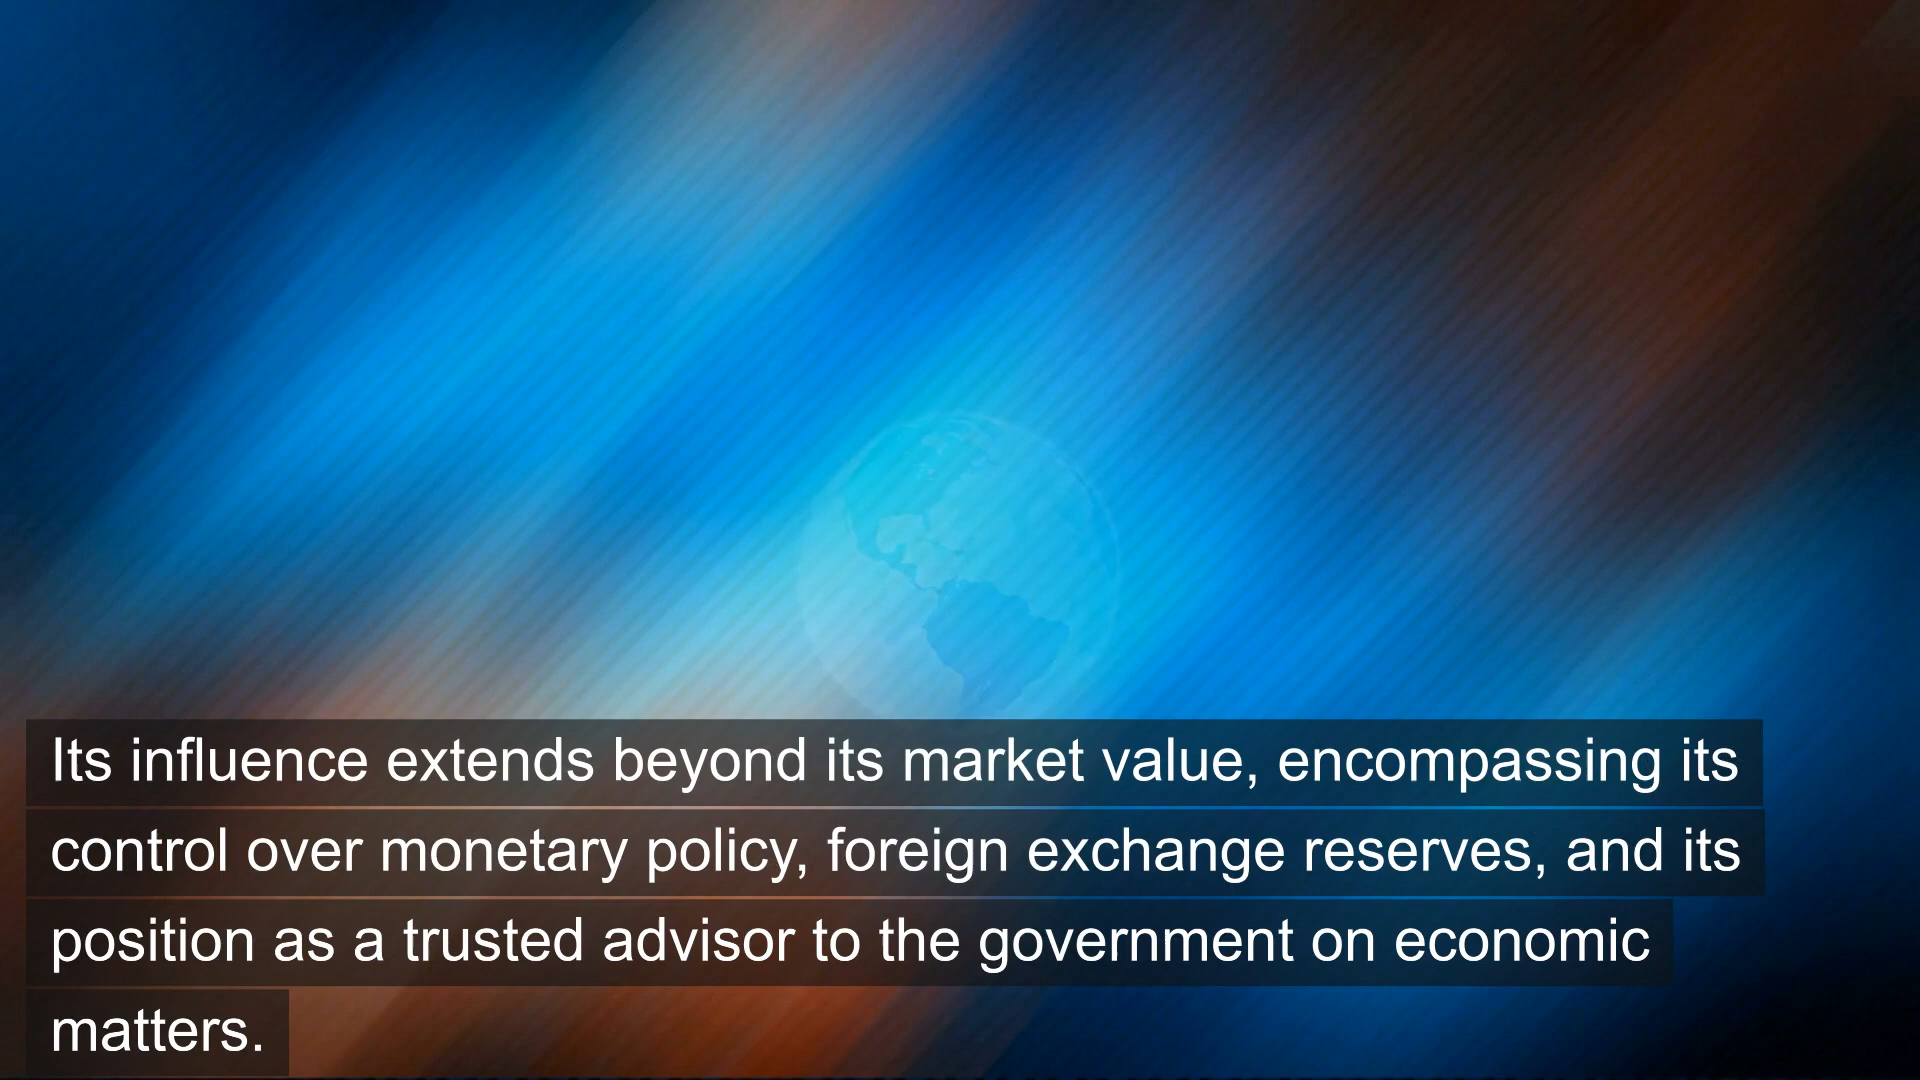 Its influence extends beyond its market value, encompassing its
control over monetary policy, foreign exchange reserves, and its
position as a trusted advisor to the government on economic
matters.